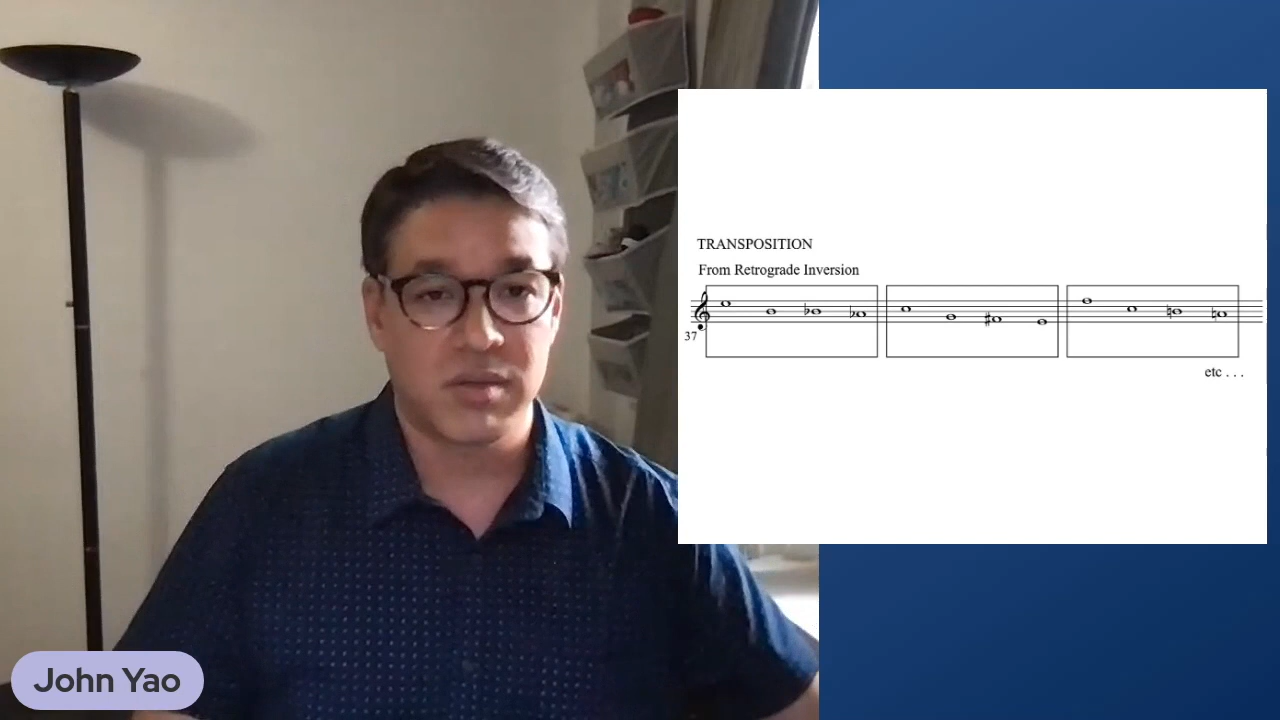 TRANSPOSITION
From Retrograde Inversion
37
etc . . .
John Yao